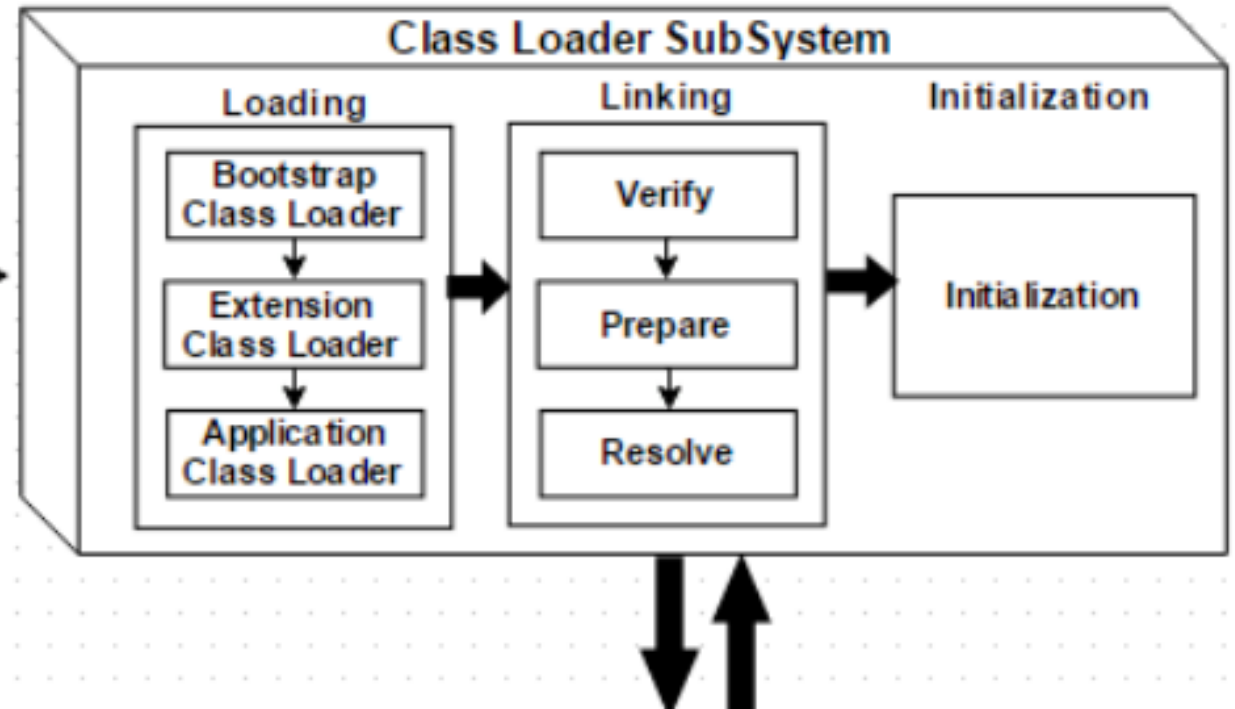 Class Loader SubSystem
Loading
Bootstrap
Class Loader
Extension
Class Loader
Application
Class Loader
Linking
Verify
Prepare
Resolve
Initialization
Initialization